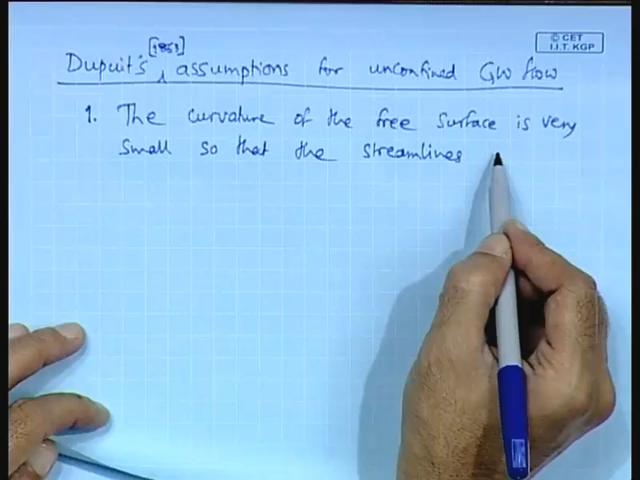 © CET
I.I.T. KGP
[1863]
Dupuit's ∧ assumptions for unconfined GW flow
1. The curvature of the free surface is very
small so that the streamlines